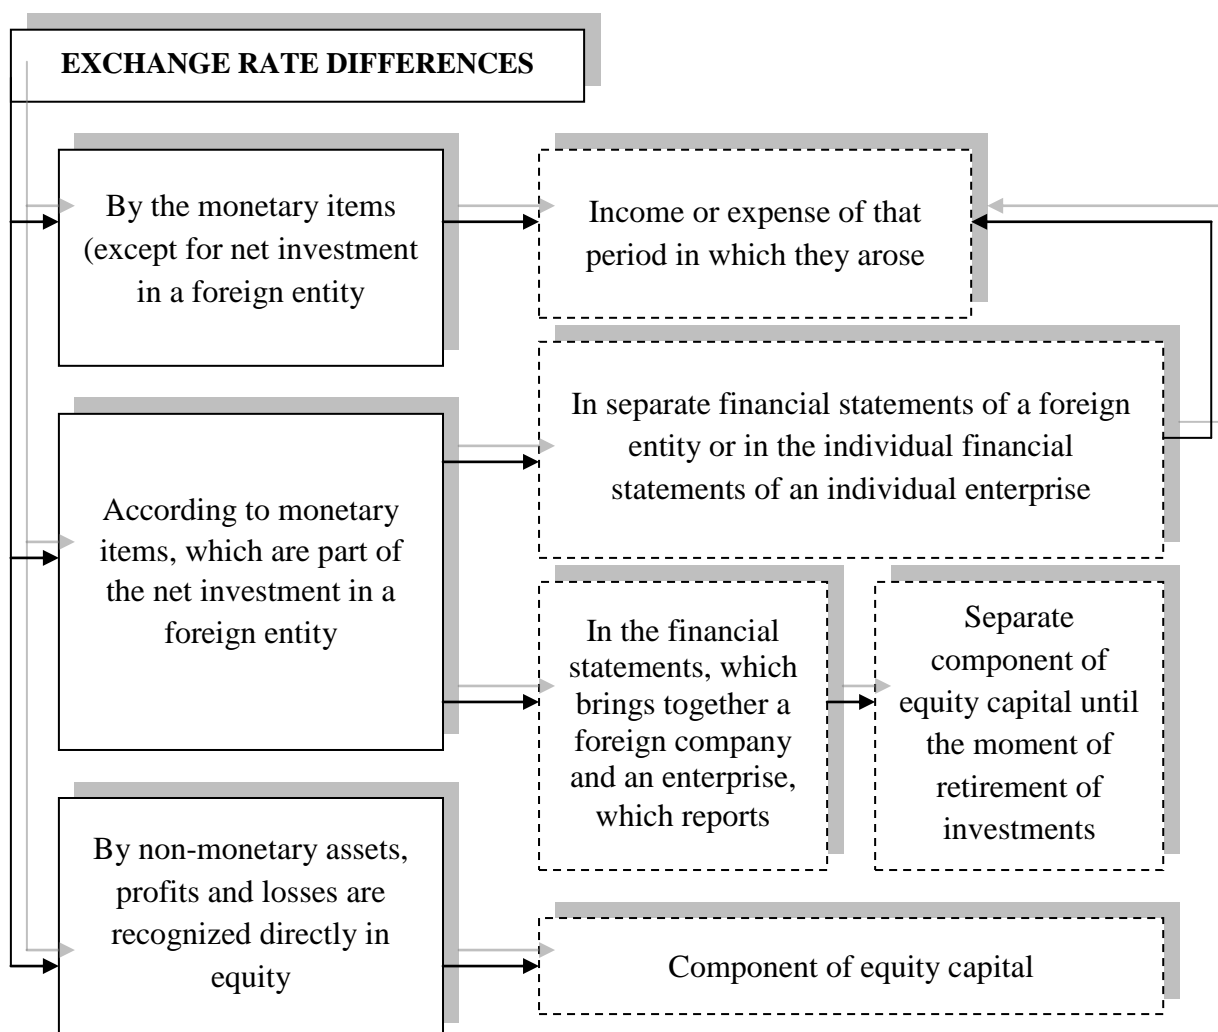 EXCHANGE RATE DIFFERENCES
By the monetary items
(except for net investment
in a foreign entity
Income or expense of that
period in which they arose
In separate financial statements of a foreign
entity or in the individual financial
statements of an individual enterprise
According to monetary
items, which are part of
the net investment in a
foreign entity
In the financial
statements, which
brings together a
foreign company
and an enterprise,
which reports
Separate
component of
equity capital until
the moment of
retirement of
investments
By non-monetary assets,
profits and losses are
recognized directly in
equity
Component of equity capital